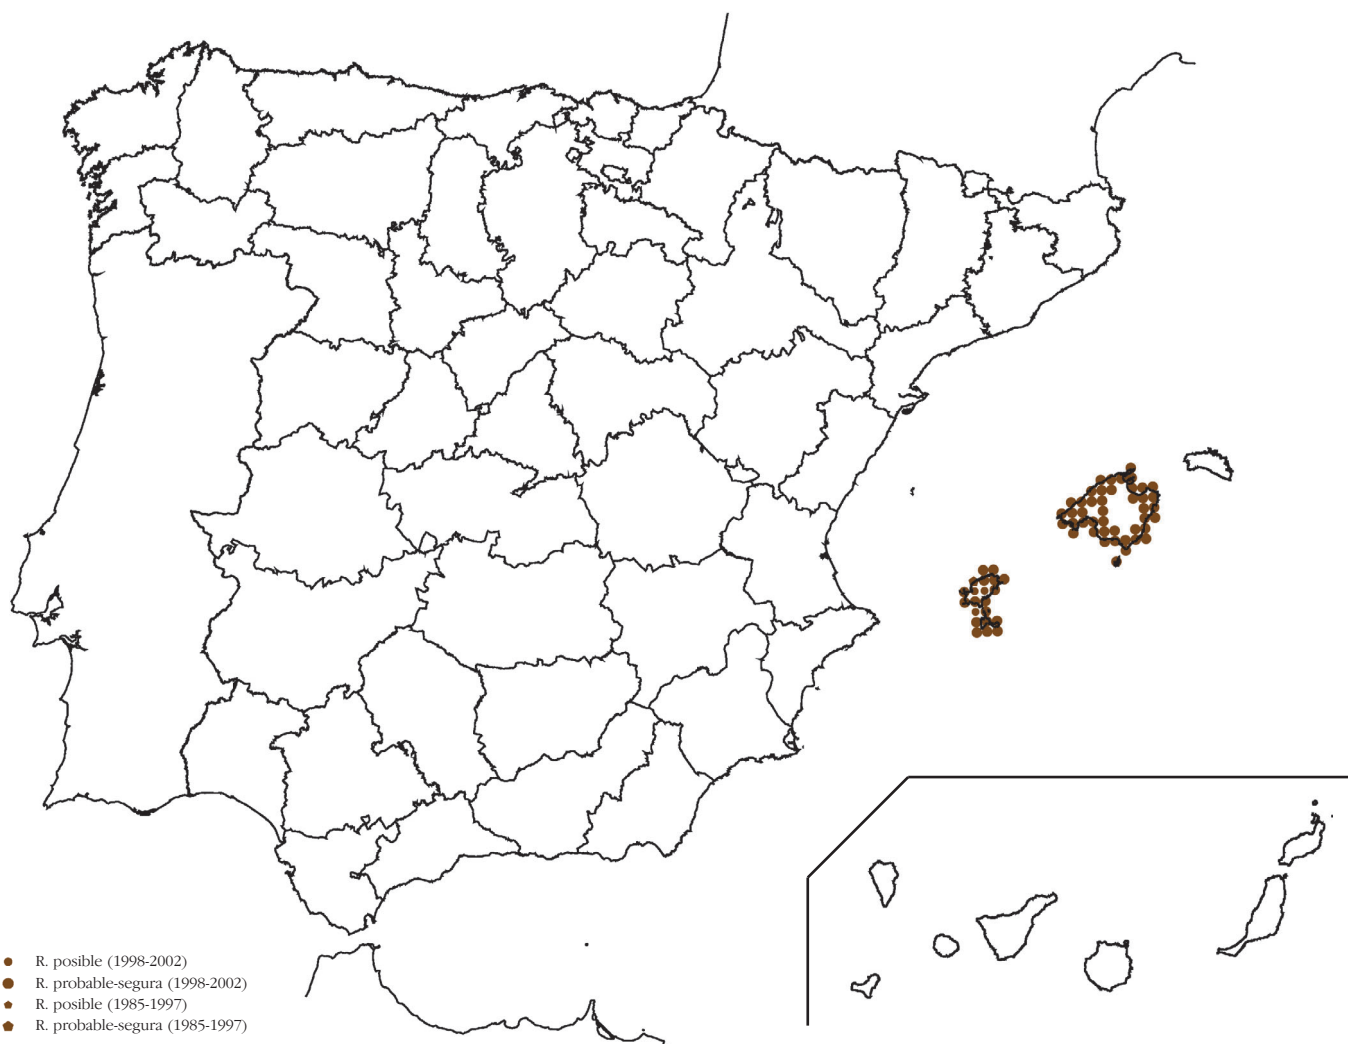 R. posible (1998-2002)
R. probable-segura (1998-2002)
R. posible (1985-1997)
R. probable-segura (1985-1997)